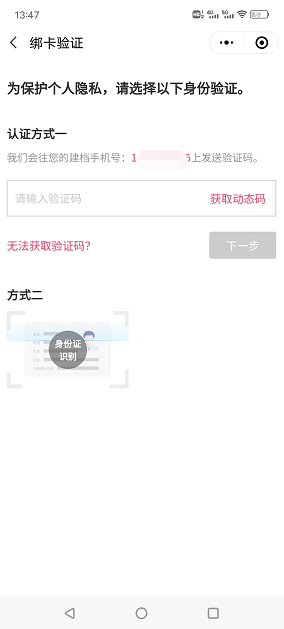 13:47
绑卡验证
为保护个人隐私，请选择以下身份验证。
认证方式一
我们会往您的建档手机号：1 5上发送验证码。
请输入验证码 获取动态码
无法获取验证码？ 下一步
方式二
身份证
识别